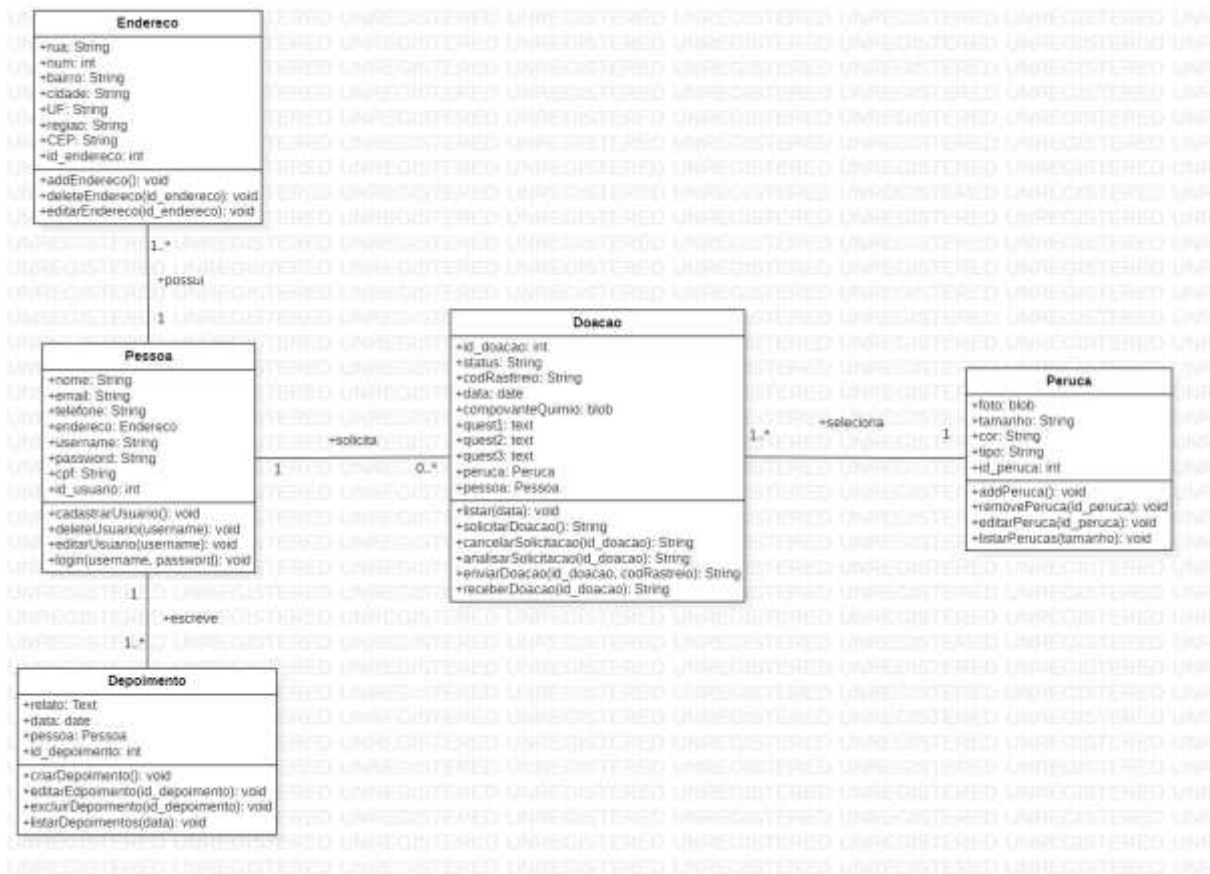 Endereco
+rua: String
+num: int
+bairro: String
+cidade: String
+UF: String
+regiao: String
+CEP: String
+id_endereco: int
+addEndereco(): void
+deleteEndereco(id_endereco): void
+editarEndereco(id_endereco): void
1..*
+possui
1
Pessoa
+nome: String
+email: String
+telefone: String
+endereco: Endereco
+username: String
+password: String
+cpf: String
+id_usuario: int
+cadastrarUsuario(): void
+deleteUsuario(username): void
+editarUsuario(username): void
+login(username, password): void
+solicita
1
0..*
Doacao
+id_doacao: int
+status: String
+codRasttreio: String
+data: date
+compovanteQuimio: blob
+quest1: text
+quest2: text
+quest3: text
+peruca: Peruca
+pessoa: Pessoa
+listar(data): void
+solicitarDoacao(): String
+cancelarSolicitacao(id_doacao): String
+analisarSolicitacao(id_doacao): String
+enviarDoacao(id_doacao, codRastreio): String
+receberDoacao(id_doacao): String
+seleciona
1..*
1
Peruca
+foto: blob
+tamanho: String
+cor: String
+tipo: String
+id_peruca: int
+addPeruca(): void
+removePeruca(id_peruca): void
+editarPeruca(id_peruca): void
+listarPerucas(tamanho): void
1
+escreve
1..*
Depoimento
+relato: Text
+data: date
+pessoa: Pessoa
+id_depoimento: int
+criarDepoimento(): void
+editarEdpoimento(id_depoimento): void
+excluirDepoimento(id_depoimento): void
+listarDepoimentos(data): void
UNREGISTERED